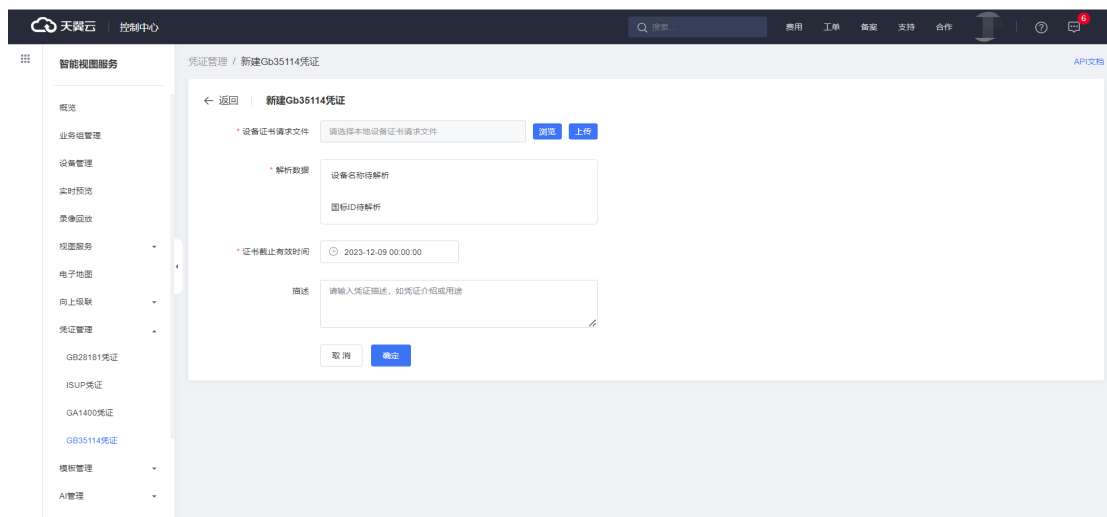 天翼云 控制中心 搜索... 费用 工单 备案 支持 合作 6
智能视图服务 凭证管理 / 新建Gb35114凭证 API文档
← 返回 新建Gb35114凭证
概览
* 设备证书请求文件 请选择本地设备证书请求文件 浏览 上传
业务组管理
设备管理
* 解析数据 设备名称待解析
实时预览
国标ID待解析
录像回放
视图服务
* 证书截止有效时间 2023-12-09 00:00:00
电子地图
描述 请输入凭证描述，如凭证介绍或用途
向上级联
凭证管理
取消 确定
GB28181凭证
ISUP凭证
GA1400凭证
GB35114凭证
模板管理
AI管理